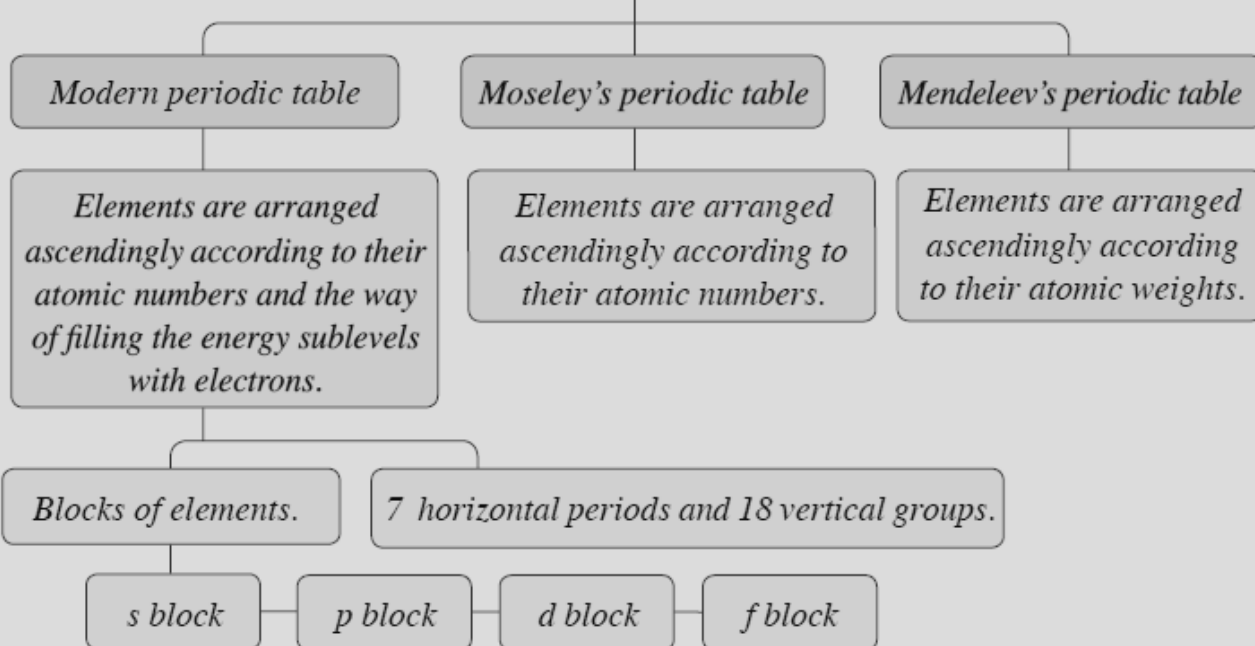 Modern periodic table
Moseley's periodic table
Mendeleev's periodic table
Elements are arranged
ascendingly according to their
atomic numbers and the way
of filling the energy sublevels
with electrons.
Elements are arranged
ascendingly according to
their atomic numbers.
Elements are arranged
ascendingly according
to their atomic weights.
Blocks of elements.
7 horizontal periods and 18 vertical groups.
s block
p block
d block
f block